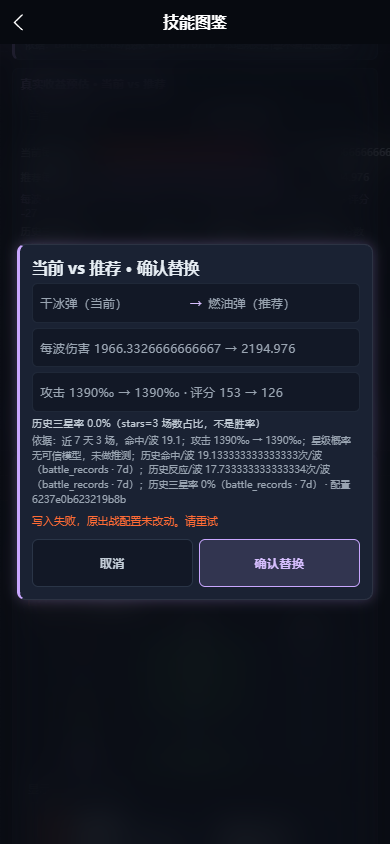 技能图鉴
当前 vs 推荐 • 确认替换
干冰弹（当前） → 燃油弹（推荐）
每波伤害 1966.3326666666667 → 2194.976
攻击 1390‰ → 1390‰ · 评分 153 → 126
历史三星率 0.0%（stars=3 场数占比，不是胜率）
依据：近 7 天 3 场，命中/波 19.1；攻击 1390‰ → 1390‰；星级概率
无可信模型，未做推测；历史命中/波 19.133333333333333次/波
（battle_records · 7d）；历史反应/波 17.733333333333334次/波
（battle_records · 7d）；历史三星率 0%（battle_records · 7d） · 配置
6237e0b623219b8b
写入失败，原出战配置未改动。请重试
取消
确认替换